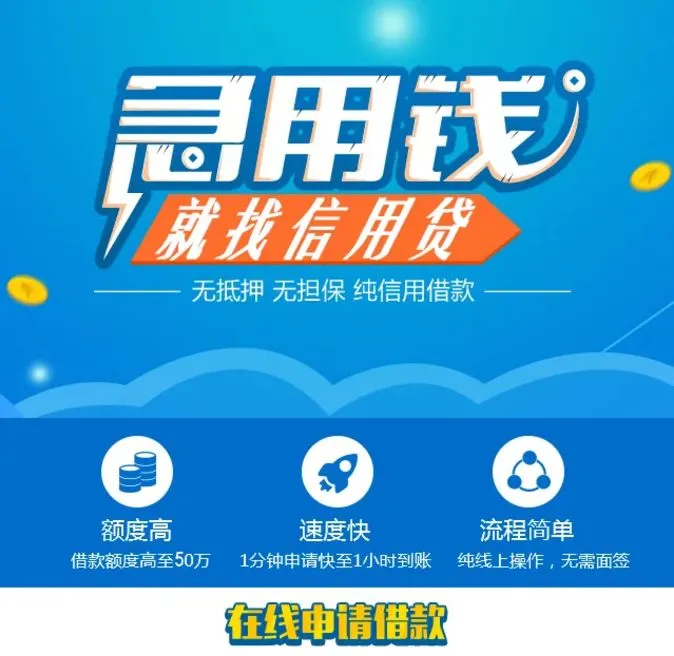 急用钱
就找信用贷
无抵押 无担保 纯信用借款
额度高 速度快 流程简单
借款额度高至50万 1分钟申请快至1小时到账 纯线上操作，无需面签
在线申请借款